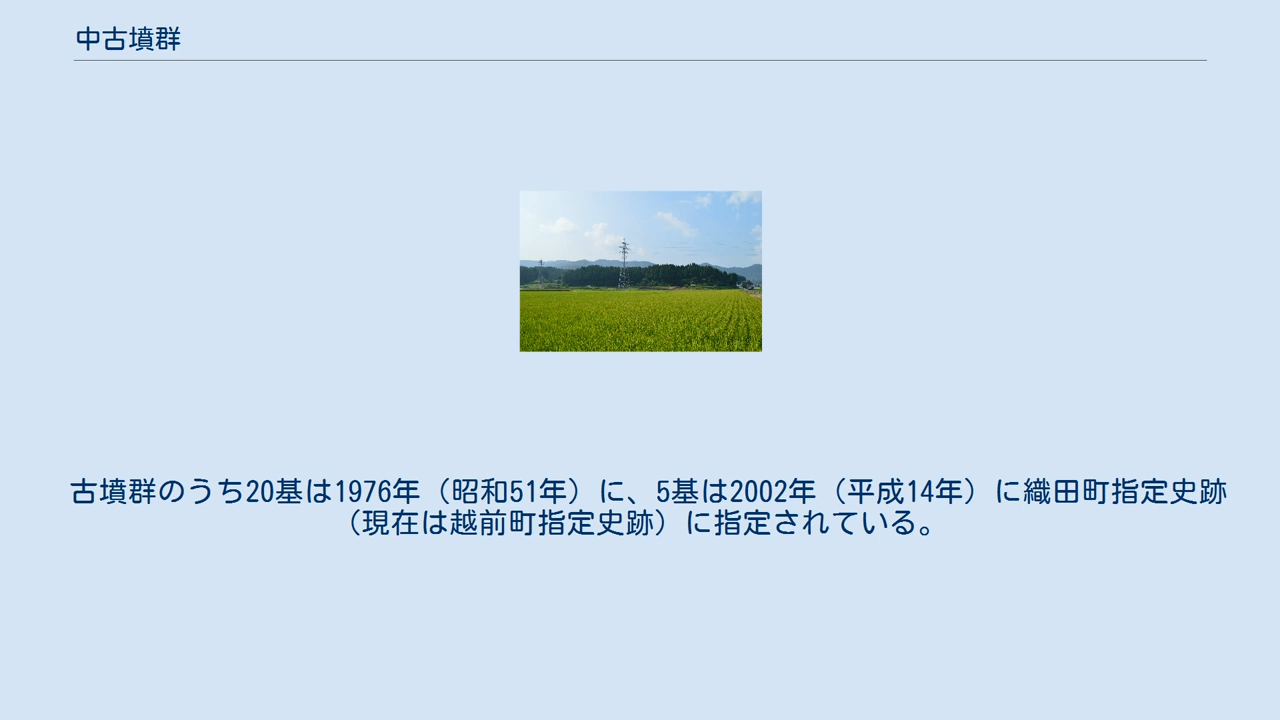 中古墳群
古墳群のうち20基は1976年（昭和51年）に、5基は2002年（平成14年）に織田町指定史跡
（現在は越前町指定史跡）に指定されている。